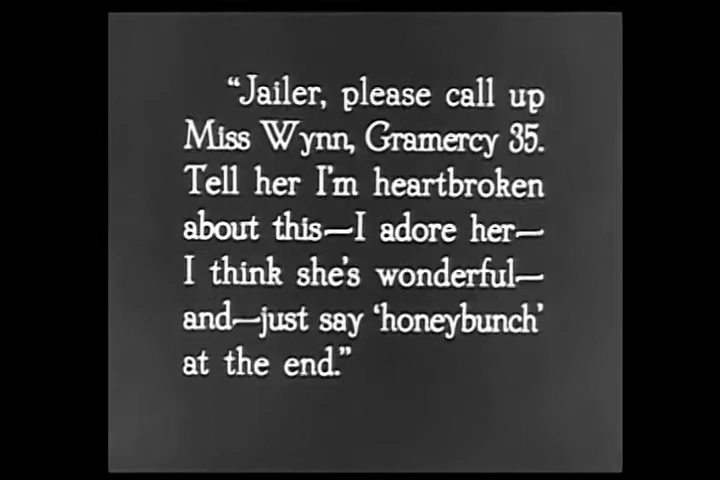 “Jailer, please call up
Miss Wynn, Gramercy 35.
Tell her I'm heartbroken
about this—I adore her—
I think she's wonderful—
and—just say ‘honeybunch’
at the end.”